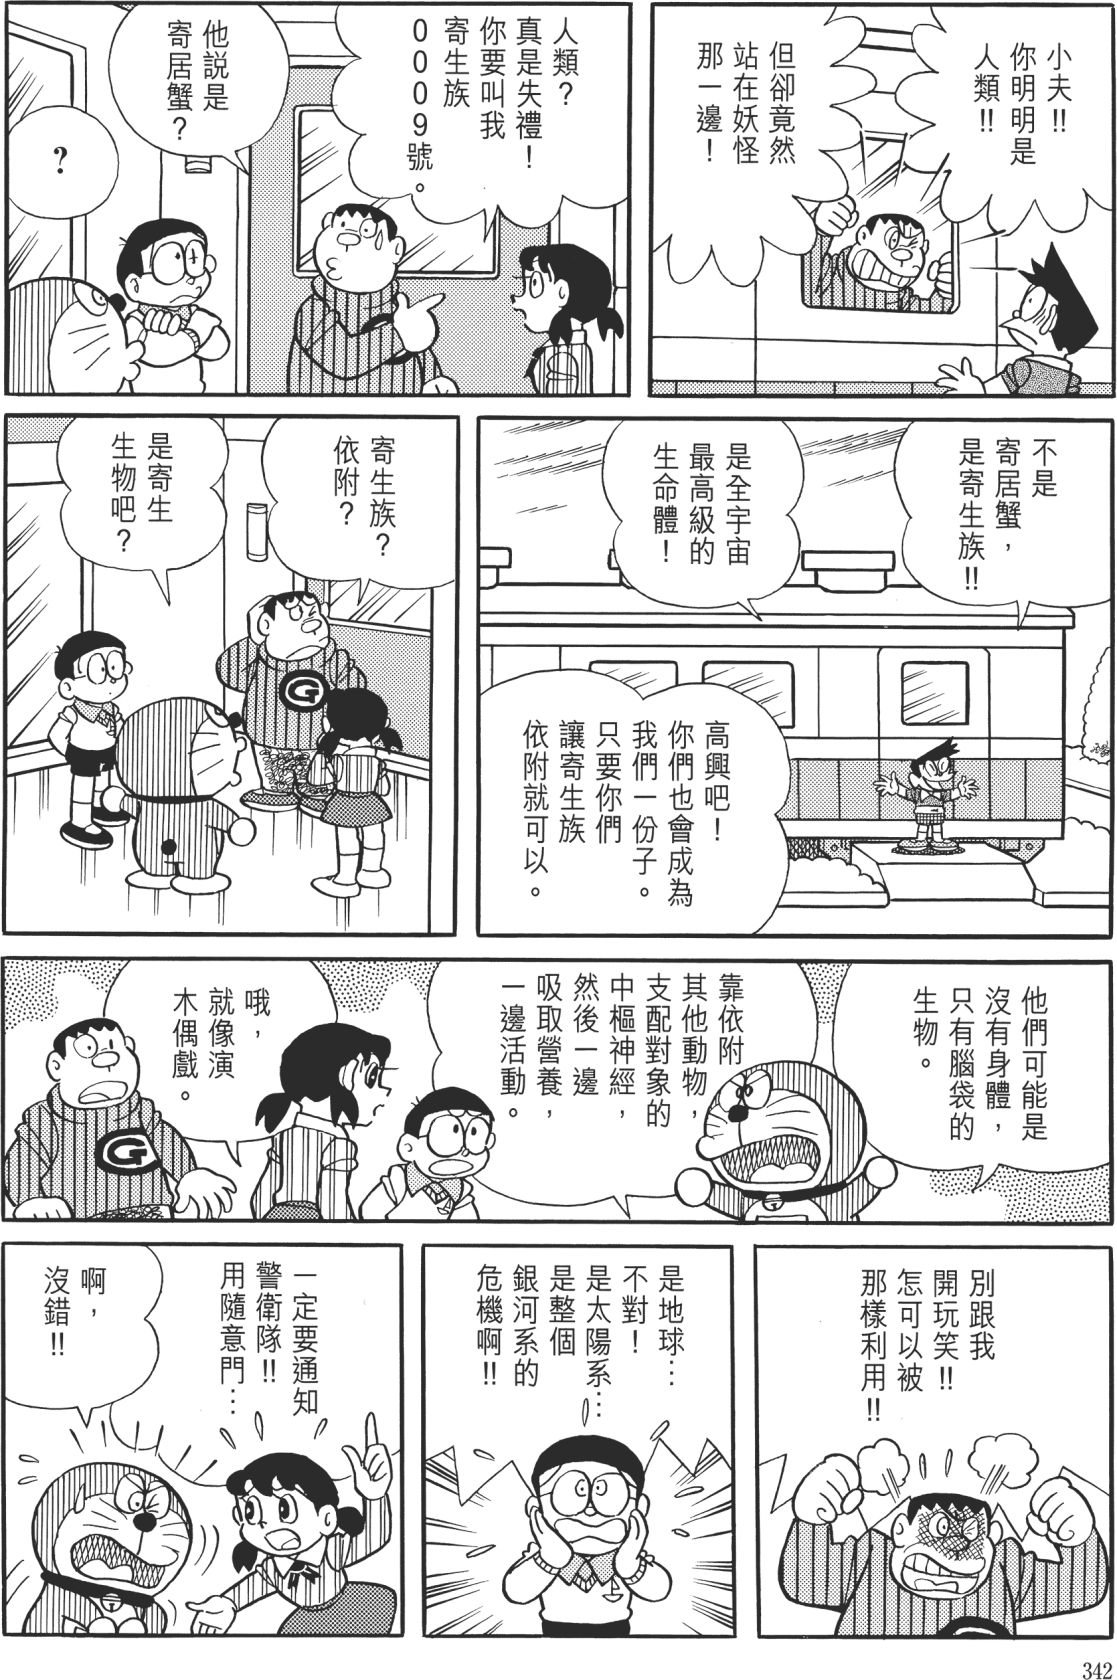 小夫!!
你明明是
人類!!
但卻竟然
站在妖怪
那一邊！
人類？
真是失禮！
你要叫我
寄生族
0009號。
他說是
寄居蟹？
?
不是
寄居蟹，
是寄生族!!
是全宇宙
最高級的
生命體！
高興吧！
你們也會成為
我們一份子。
只要你們
讓寄生族
依附就可以。
寄生族？
依附？
是寄生
生物吧？
G
他們可能是
沒有身體，
只有腦袋的
生物。
靠依附
其他動物，
支配對象的
中樞神經，
然後一邊
吸取營養，
一邊活動。
哦，
就像演
木偶戲。
G
別跟我
開玩笑!!
怎可以被
那樣利用!!
是地球…
不對！
是太陽系…
是整個
銀河系的
危機啊!!
一定要通知
警衛隊!!
用隨意門…
啊，
沒錯!!
342